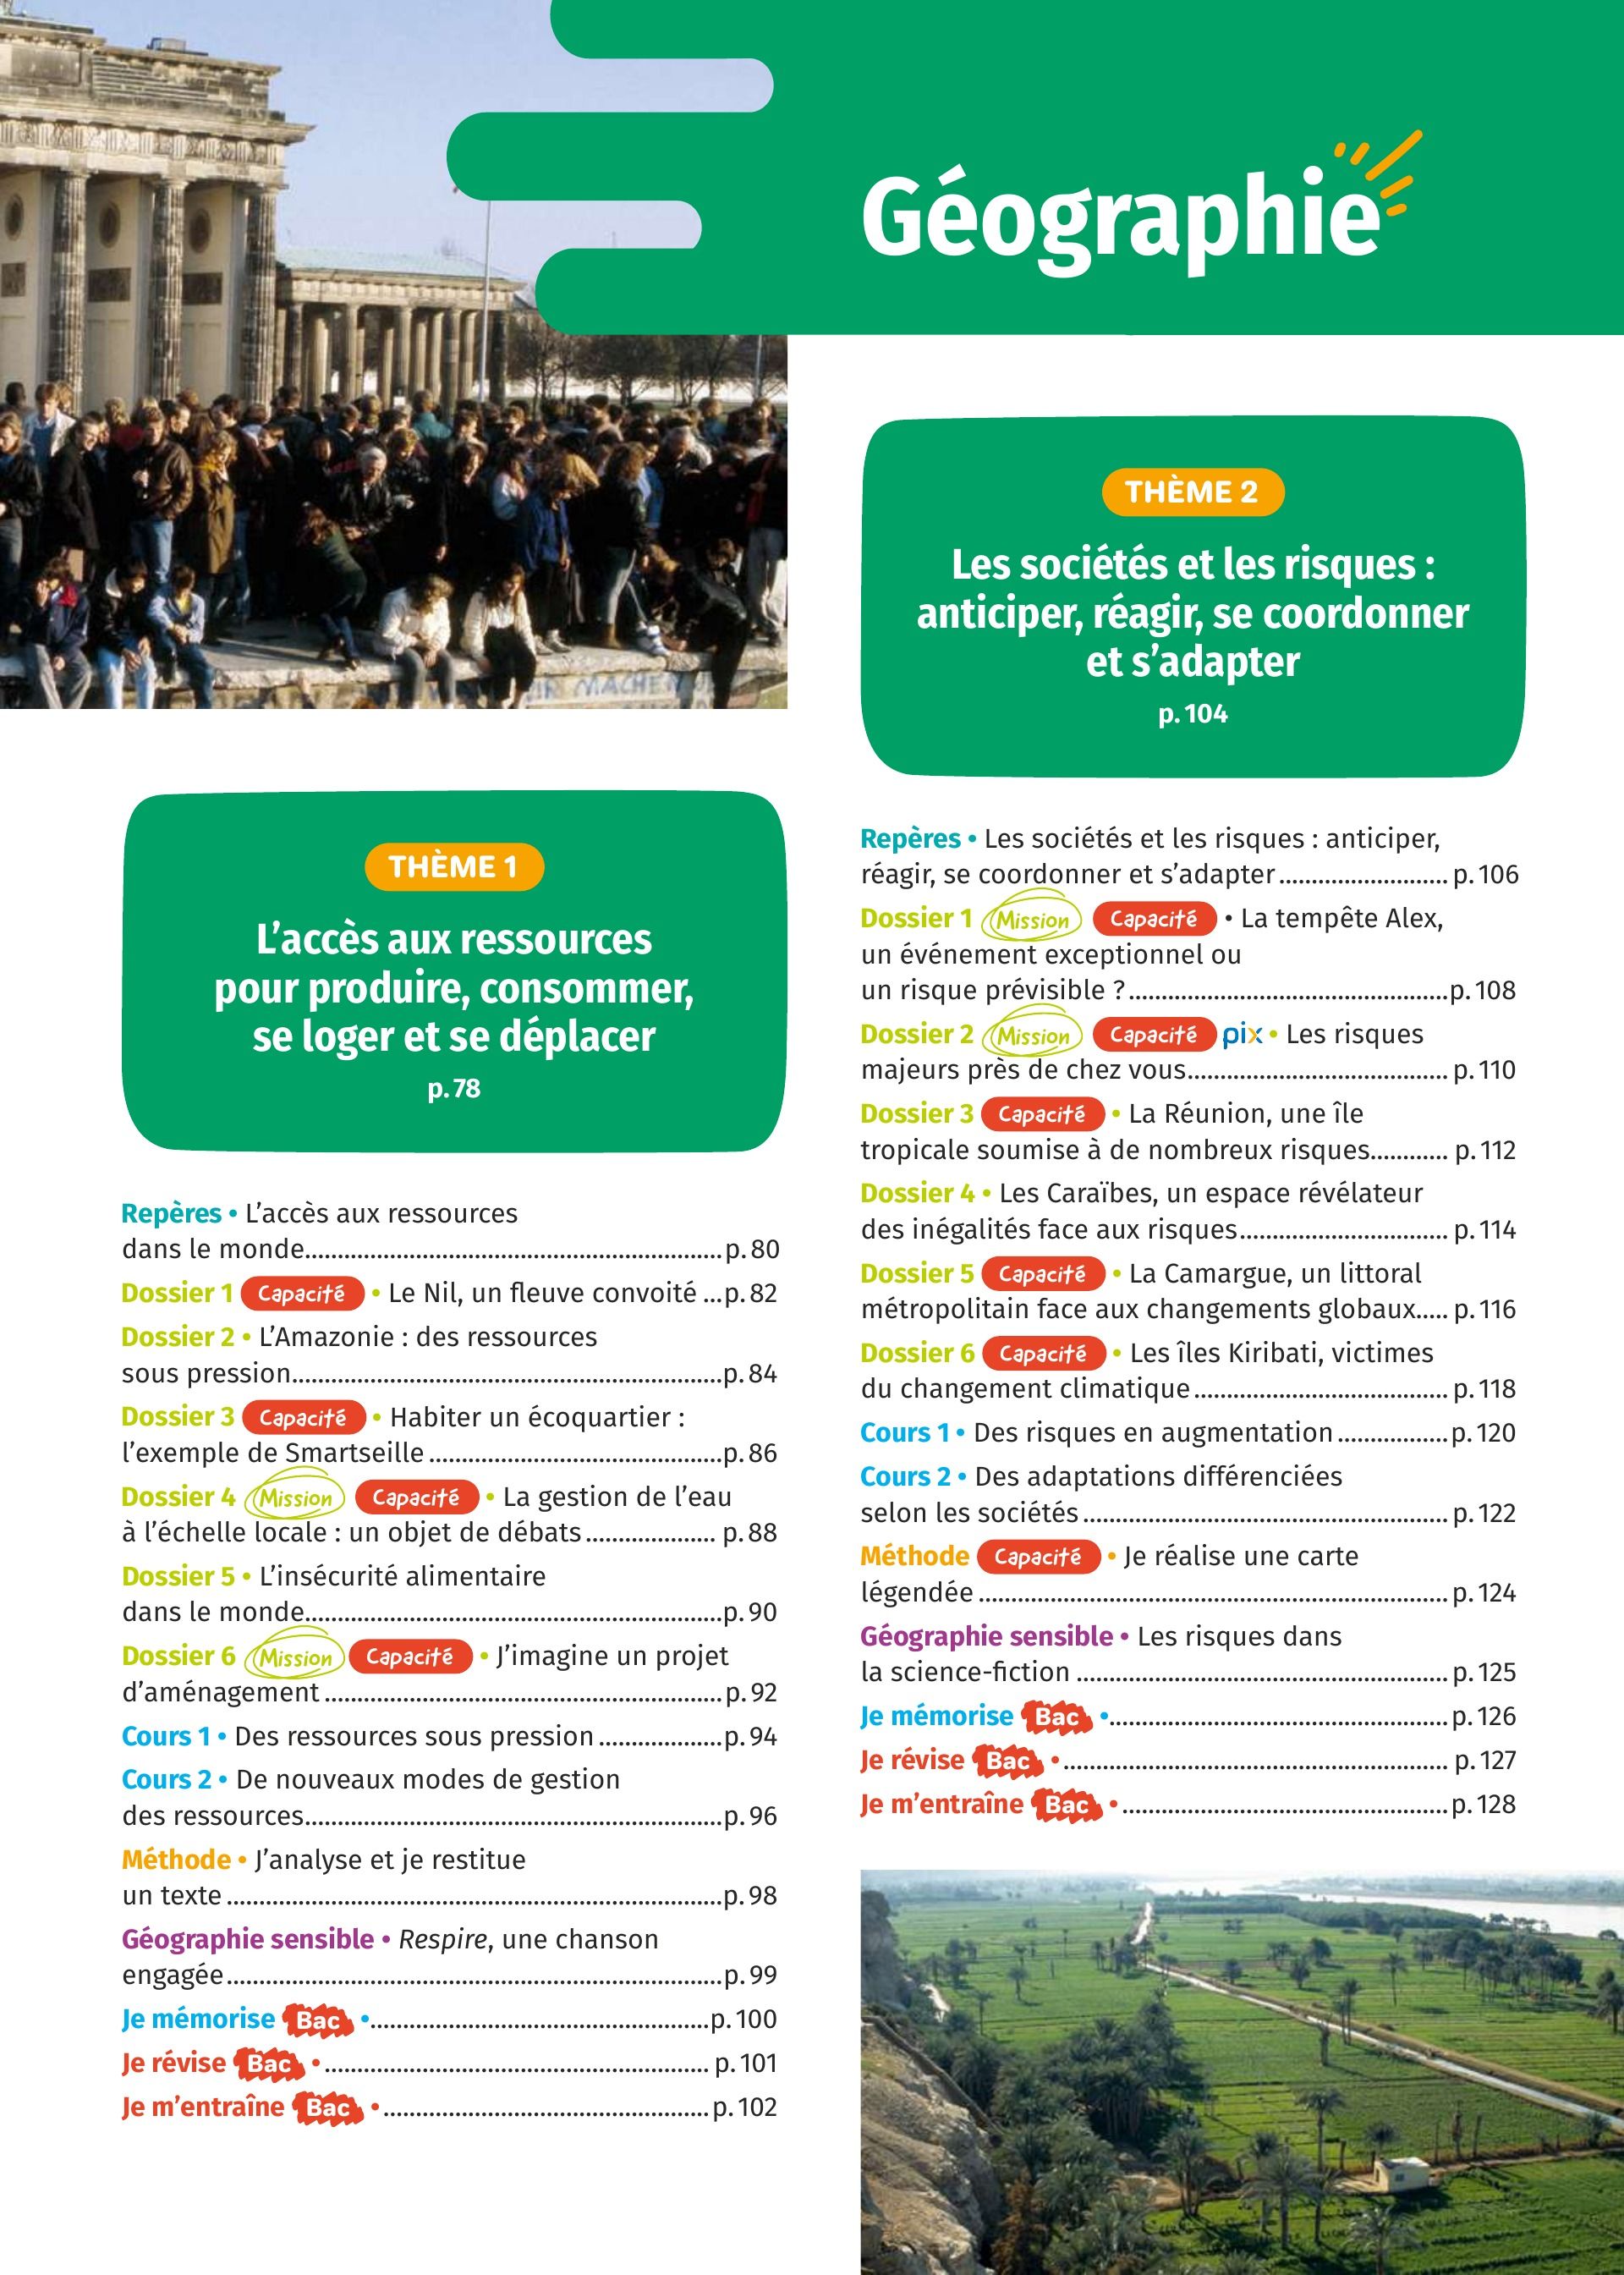 Géographie
THÈME 1
L'accès aux ressources
pour produire, consommer,
se loger et se déplacer
p. 78
Repères • L'accès aux ressources
dans le monde........p. 80
Dossier 1 Capacité • Le Nil, un fleuve convoité ...p. 82
Dossier 2 • L'Amazonie : des ressources
sous pression........p. 84
Dossier 3 Capacité • Habiter un écoquartier :
l'exemple de Smartseille ........p. 86
Dossier 4 Mission Capacité • La gestion de l'eau
à l'échelle locale : un objet de débats ........ p. 88
Dossier 5 • L'insécurité alimentaire
dans le monde........p. 90
Dossier 6 Mission Capacité • J'imagine un projet
d'aménagement ........p. 92
Cours 1 • Des ressources sous pression ........p. 94
Cours 2 • De nouveaux modes de gestion
des ressources........p. 96
Méthode • J'analyse et je restitue
un texte ........p. 98
Géographie sensible • Respire, une chanson
engagée........p. 99
Je mémorise Bac •........p. 100
Je révise Bac •........ p. 101
Je m'entraîne Bac •........p. 102
THÈME 2
Les sociétés et les risques :
anticiper, réagir, se coordonner
et s'adapter
p. 104
Repères • Les sociétés et les risques : anticiper,
réagir, se coordonner et s'adapter........ p. 106
Dossier 1 Mission Capacité • La tempête Alex,
un événement exceptionnel ou
un risque prévisible ?........p. 108
Dossier 2 Mission Capacité pix • Les risques
majeurs près de chez vous........ p. 110
Dossier 3 Capacité • La Réunion, une île
tropicale soumise à de nombreux risques........ p. 112
Dossier 4 • Les Caraïbes, un espace révélateur
des inégalités face aux risques........ p. 114
Dossier 5 Capacité • La Camargue, un littoral
métropolitain face aux changements globaux..... p. 116
Dossier 6 Capacité • Les îles Kiribati, victimes
du changement climatique ........ p. 118
Cours 1 • Des risques en augmentation ........p. 120
Cours 2 • Des adaptations différenciées
selon les sociétés ........ p. 122
Méthode Capacité • Je réalise une carte
légendée ........ p. 124
Géographie sensible • Les risques dans
la science-fiction ........ p. 125
Je mémorise Bac •........p. 126
Je révise Bac •........ p. 127
Je m'entraîne Bac •........p. 128